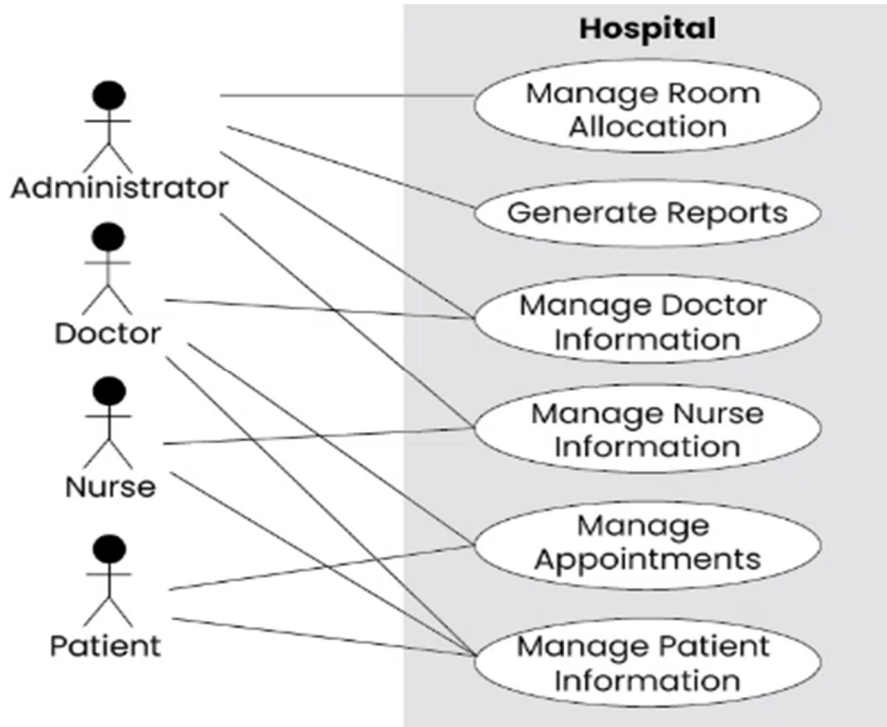 Hospital
Administrator
Doctor
Nurse
Patient
Manage Room
Allocation
Generate Reports
Manage Doctor
Information
Manage Nurse
Information
Manage
Appointments
Manage Patient
Information